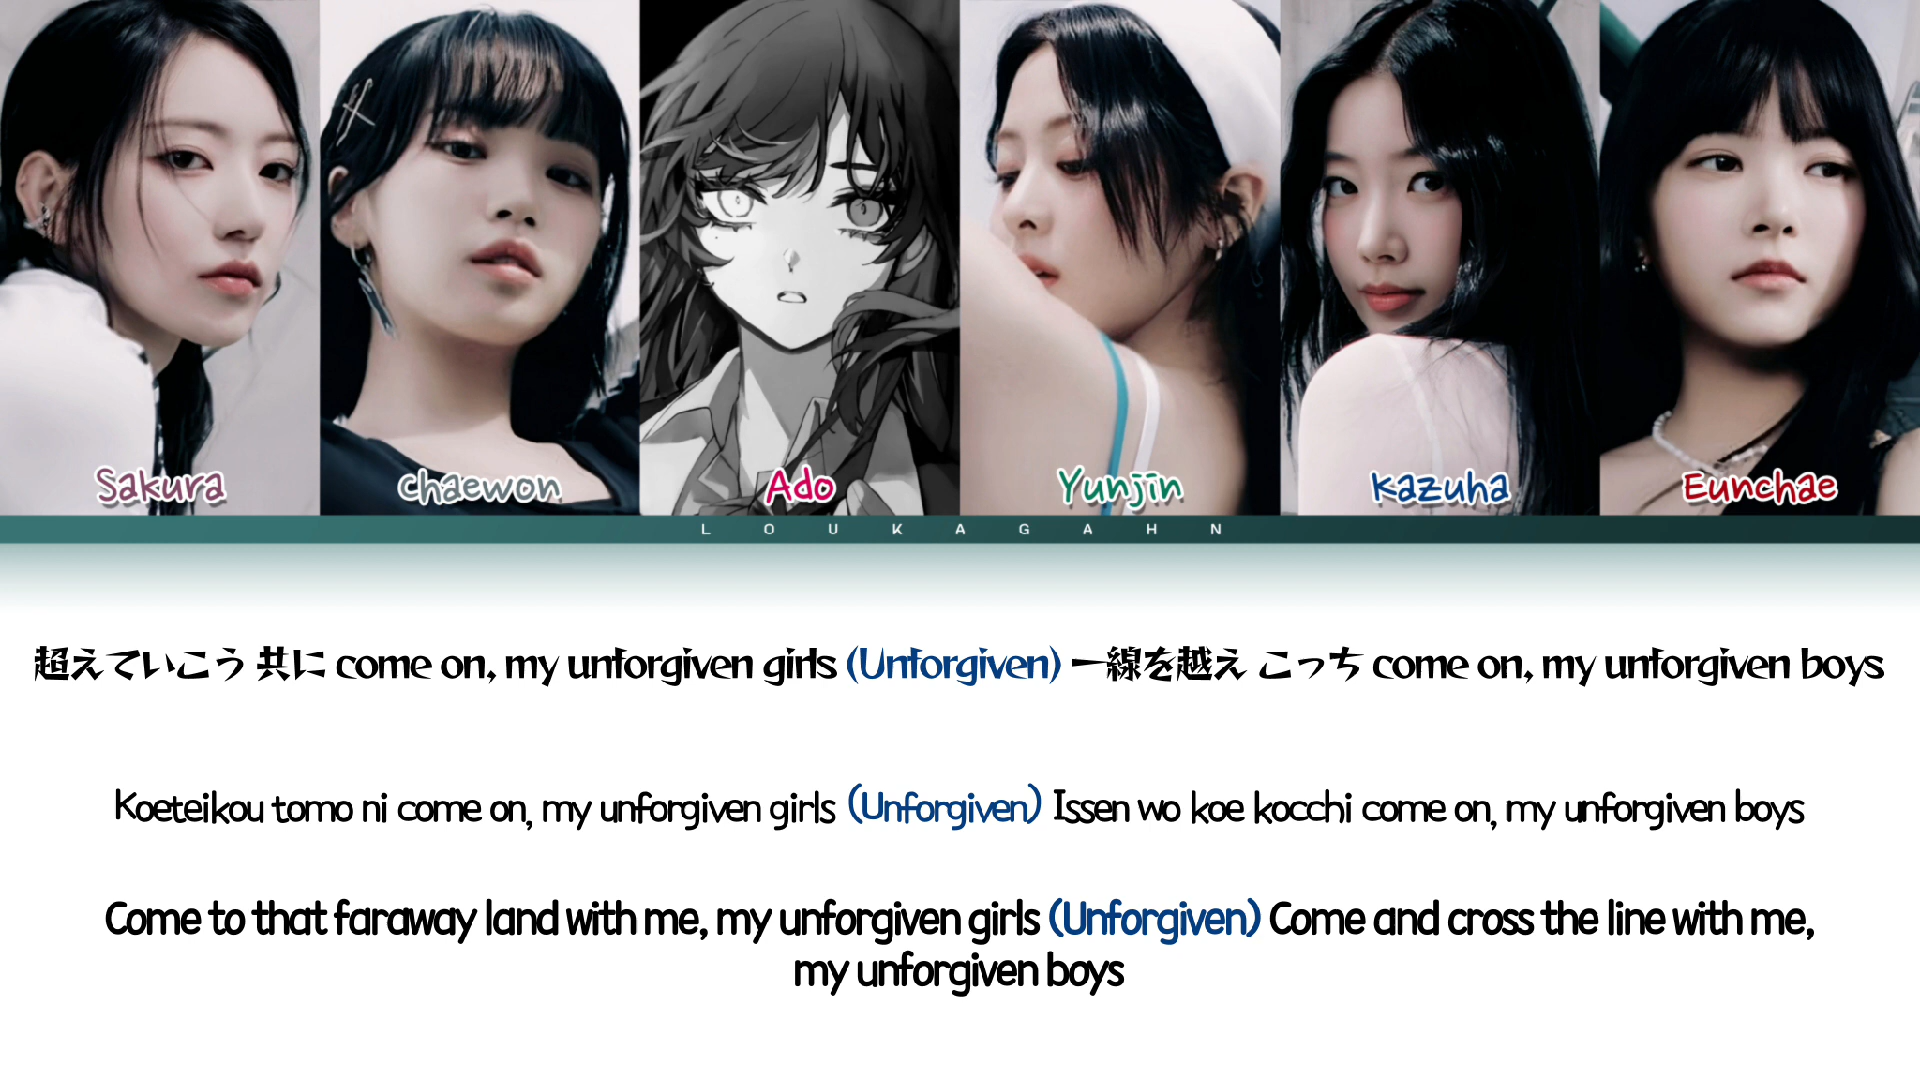 Sakura
chaewon
Ado
Yunjin
Kazuha
Eunchae
LOUKAGAHN
超えていこう 共に come on, my unforgiven girls (Unforgiven) 一線を越え こっち come on, my unforgiven boys
Koeteikou tomo ni come on, my unforgiven girls (Unforgiven) Issen wo koe kocchi come on, my unforgiven boys
Come to that faraway land with me, my unforgiven girls (Unforgiven) Come and cross the line with me,
my unforgiven boys